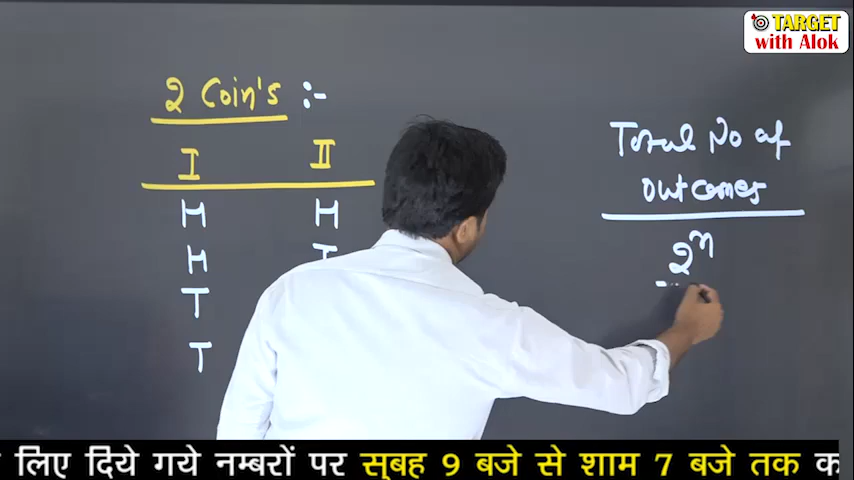 TARGET
with Alok
2 Coin's :-
I II
H H
H T
T
T
Total No of
outcomes
2^n
लिए दिये गये नम्बरों पर सुबह 9 बजे से शाम 7 बजे तक क